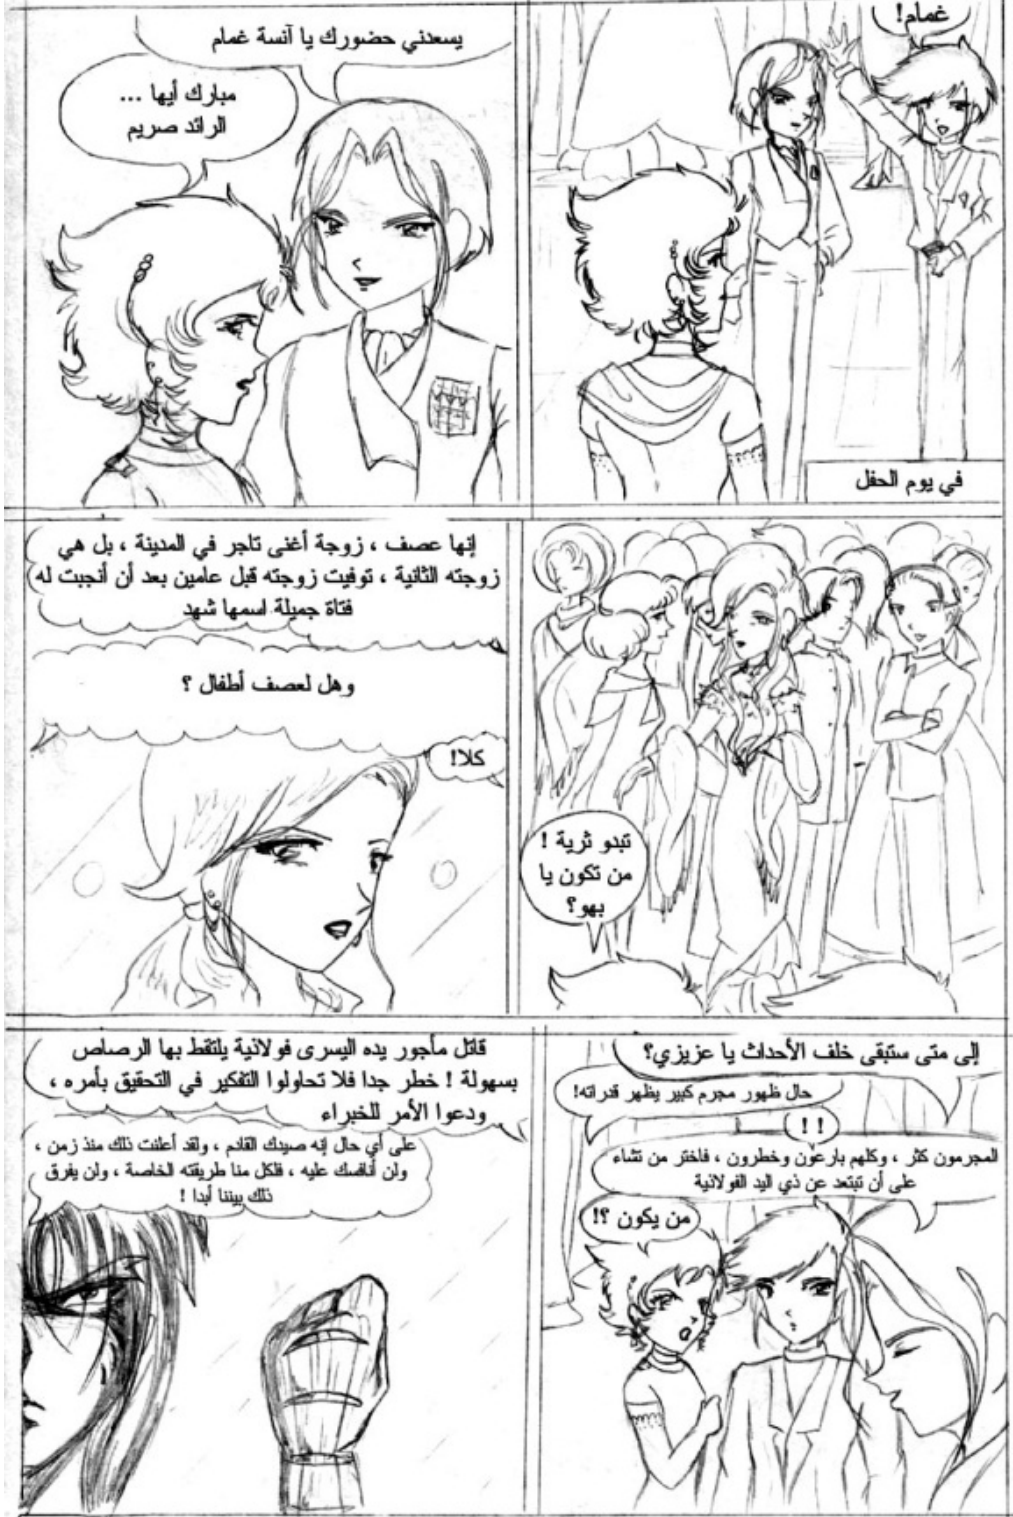 غمام!
في يوم الحفل
يسعدني حضورك يا آنسة غمام
مبارك أيها ...
الرائد صريم
تبدو ثرية !
من تكون يا
بهو؟
إنها عصف ، زوجة أغنى تاجر في المدينة ، بل هي
زوجته الثانية ، توفيت زوجته قبل عامين بعد أن أنجبت له
فتاة جميلة اسمها شهد
وهل لعصف أطفال ؟
كلا!
إلى متى ستبقى خلف الأحداث يا عزيزي؟
حال ظهور مجرم كبير يظهر قدراته!
! !
المجرمون كثر ، وكلهم بارعون وخطرون ، فاختر من تشاء
على أن تبتعد عن ذي اليد الفولاذية
من يكون ؟!
قاتل مأجور يده اليسرى فولاذية يلتقط بها الرصاص
بسهولة ! خطر جدا فلا تحاولوا التفكير في التحقيق بأمره ،
ودعوا الأمر للخبراء
على أي حال إنه صيدك القادم ، ولقد أعلنت ذلك منذ زمن ،
ولن أنافسك عليه ، فلكل منا طريقته الخاصة ، ولن يفرق
ذلك بيننا أبدا !